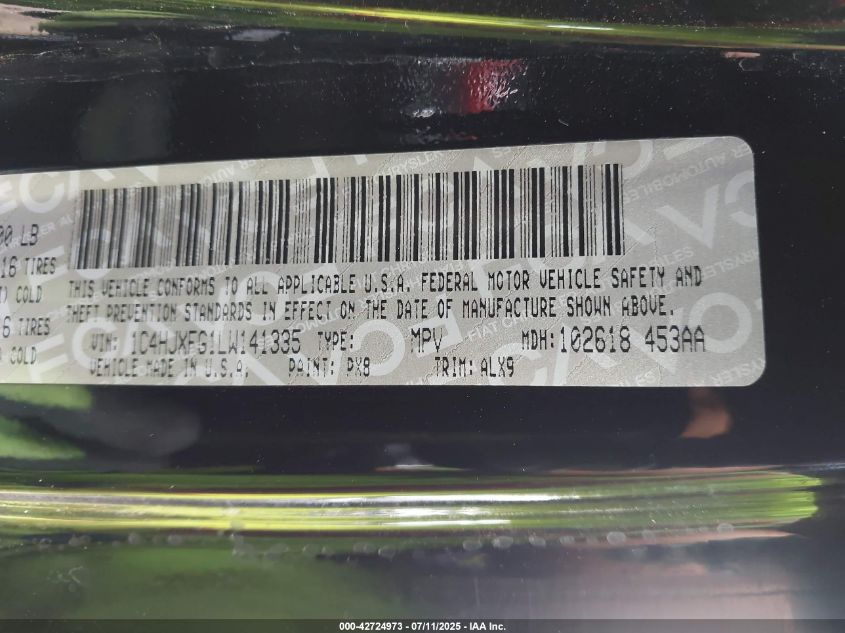 00 LB
16 TIRES
) COLD
6 TIRES
COLD
THIS VEHICLE CONFORMS TO ALL APPLICABLE U.S.A. FEDERAL MOTOR VEHICLE SAFETY AND
THEFT PREVENTION STANDARDS IN EFFECT ON THE DATE OF MANUFACTURE SHOWN ABOVE.
VIN: 1C4HJXFG1LW141335 TYPE: MPV MDH: 102618 453AA
VEHICLE MADE IN U.S.A. PAINT: PX8 TRIM: ALX9
000-42724973 - 07/11/2025 - IAA Inc.